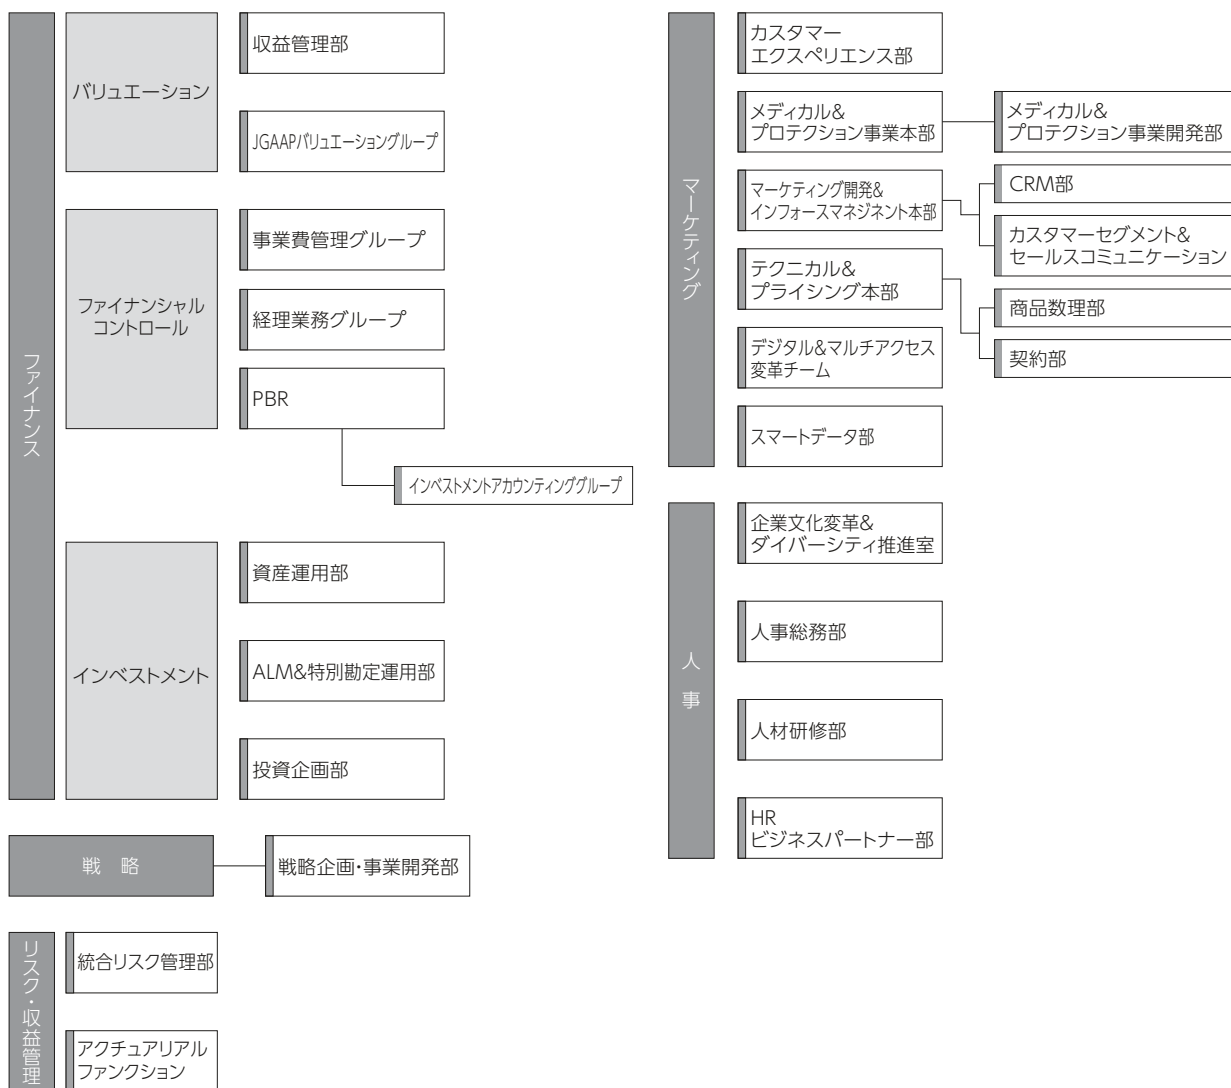 ファイナンス
バリュエーション
収益管理部
JGAAPバリュエーショングループ
ファイナンシャル
コントロール
事業費管理グループ
経理業務グループ
PBR
インベストメントアカウンティンググループ
インベストメント
資産運用部
ALM&特別勘定運用部
投資企画部
戦 略
戦略企画・事業開発部
リスク・収益管理
統合リスク管理部
アクチュアリアル
ファンクション
マーケティング
カスタマー
エクスペリエンス部
メディカル&
プロテクション事業本部
メディカル&
プロテクション事業開発部
マーケティング開発&
インフォースマネジネント本部
CRM部
カスタマーセグメント&
セールスコミュニケーション
テクニカル&
プライシング本部
商品数理部
契約部
デジタル&マルチアクセス
変革チーム
スマートデータ部
人 事
企業文化変革&
ダイバーシティ推進室
人事総務部
人材研修部
HR
ビジネスパートナー部